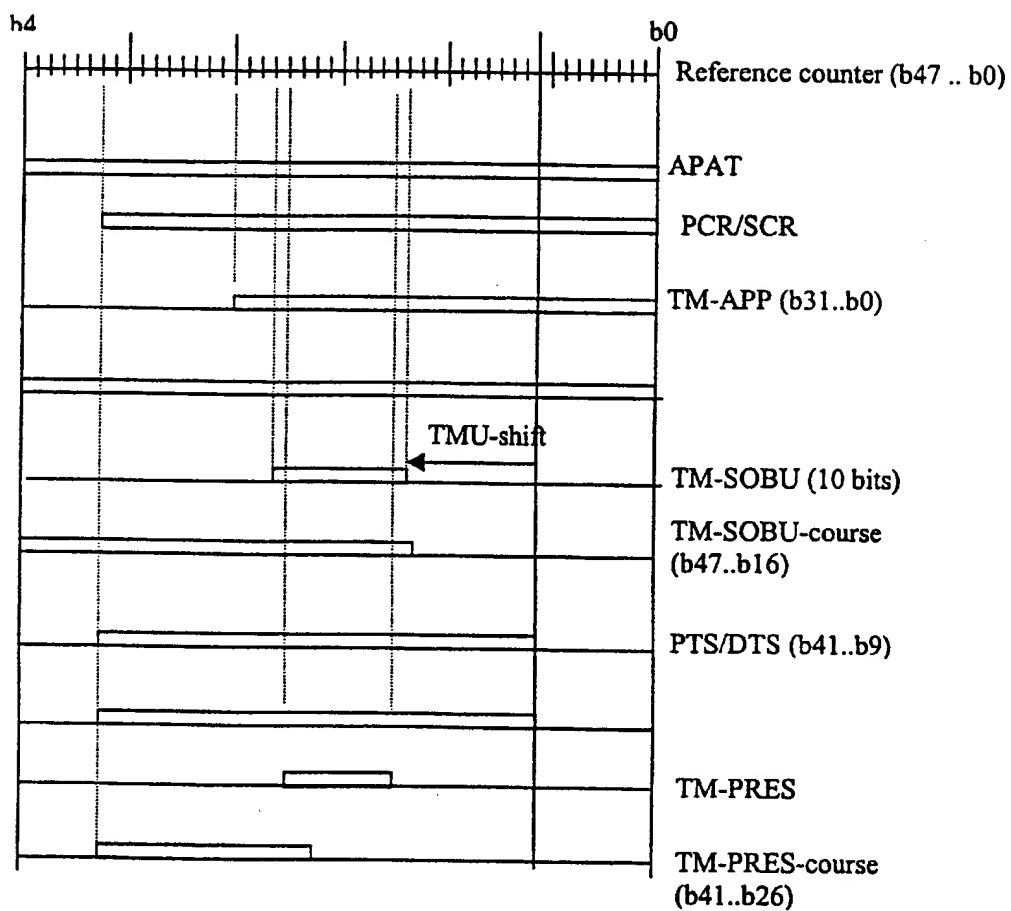 h4
b0
Reference counter (b47 .. b0)
APAT
PCR/SCR
TM-APP (b31..b0)
TMU-shift
TM-SOBU (10 bits)
TM-SOBU-course
(b47..b16)
PTS/DTS (b41..b9)
TM-PRES
TM-PRES-course
(b41..b26)